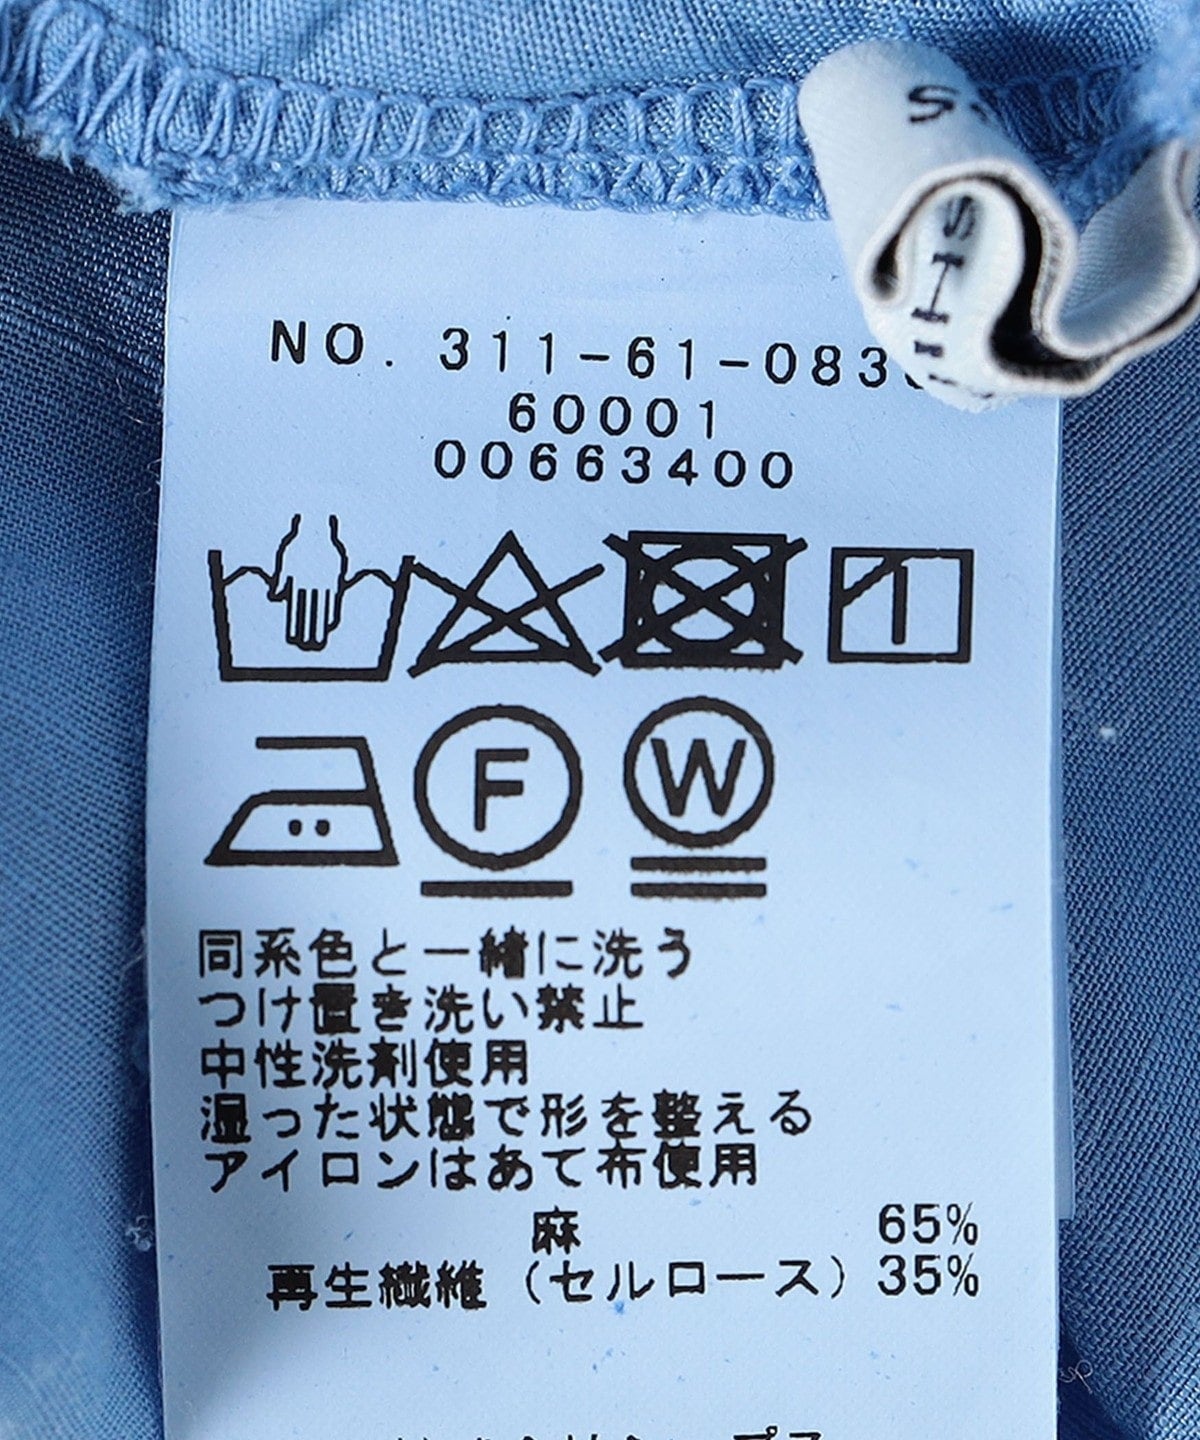 NO. 311-61-083
60001
00663400
F W
同系色と一緒に洗う
つけ置き洗い禁止
中性洗剤使用
湿った状態で形を整える
アイロンはあて布使用
麻 65%
再生繊維(セルロース) 35%